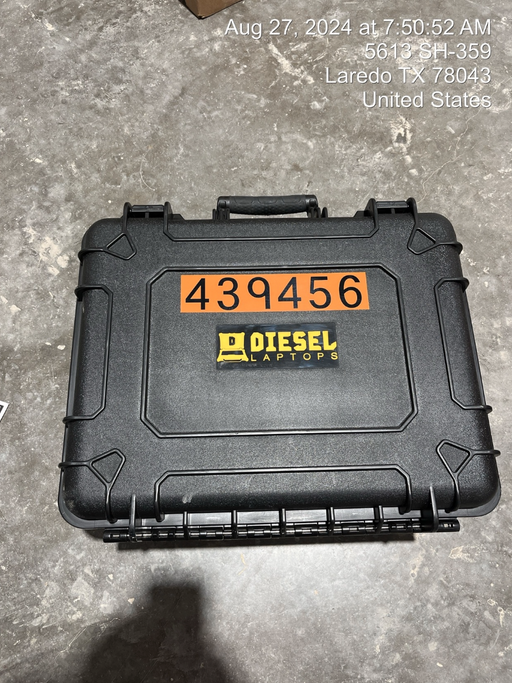 Aug 27, 2024 at 7:50:52 AM
5613 SH-359
Laredo TX 78043
United States
439456
DIESEL
LAPTOPS